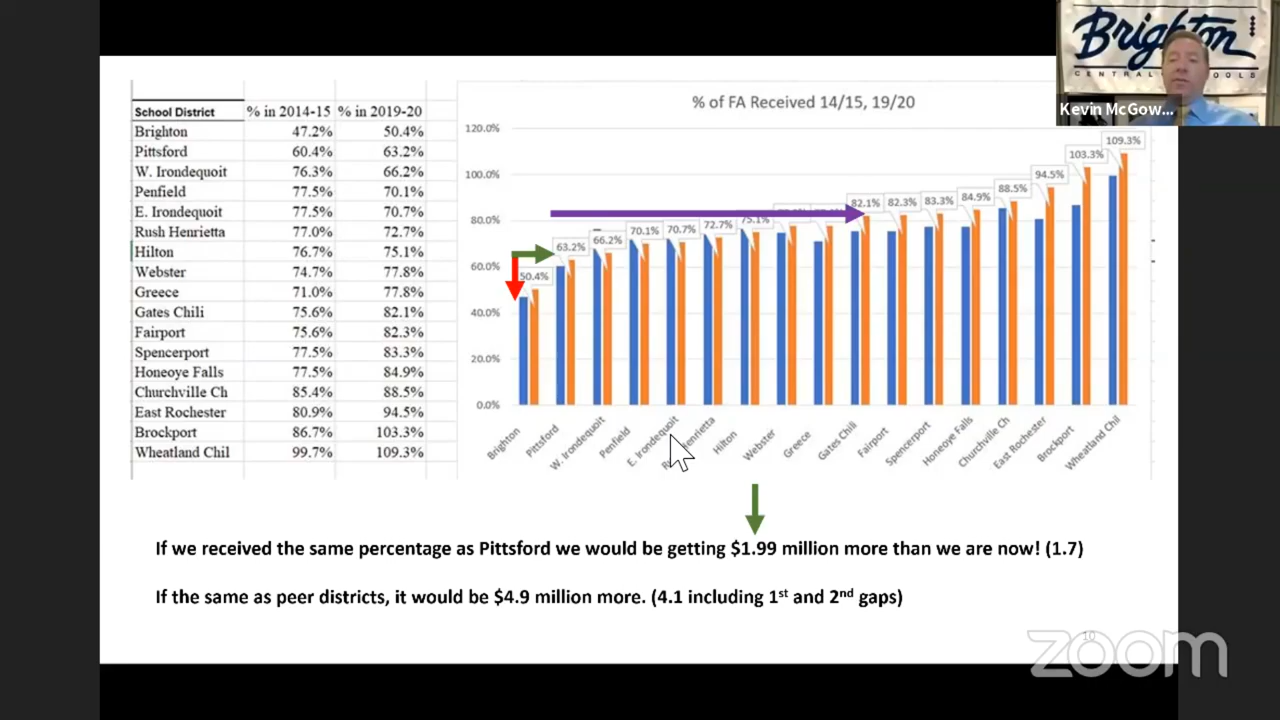 Brighton
CENTRAL SCHOOLS
Kevin McGow...
School District % in 2014-15 % in 2019-20
Brighton 47.2% 50.4%
Pittsford 60.4% 63.2%
W. Irondequoit 76.3% 66.2%
Penfield 77.5% 70.1%
E. Irondequoit 77.5% 70.7%
Rush Henrietta 77.0% 72.7%
Hilton 76.7% 75.1%
Webster 74.7% 77.8%
Greece 71.0% 77.8%
Gates Chili 75.6% 82.1%
Fairport 75.6% 82.3%
Spencerport 77.5% 83.3%
Honeoye Falls 77.5% 84.9%
Churchville Ch 85.4% 88.5%
East Rochester 80.9% 94.5%
Brockport 86.7% 103.3%
Wheatland Chil 99.7% 109.3%
% of FA Received 14/15, 19/20
120.0%
100.0%
80.0%
60.0%
40.0%
20.0%
0.0%
50.4% 63.2% 66.2% 70.1% 70.7% 72.7% 75.1% 82.1% 82.3% 83.3% 84.9% 88.5% 94.5% 103.3% 109.3%
Brighton Pittsford W. Irondequoit Penfield E. Irondequoit Henrietta Hilton Webster Greece Gates Chili Fairport Spencerport Honeoye Falls Churchville Ch East Rochester Brockport Wheatland Chil
If we received the same percentage as Pittsford we would be getting $1.99 million more than we are now! (1.7)
If the same as peer districts, it would be $4.9 million more. (4.1 including 1st and 2nd gaps)
10
zoom